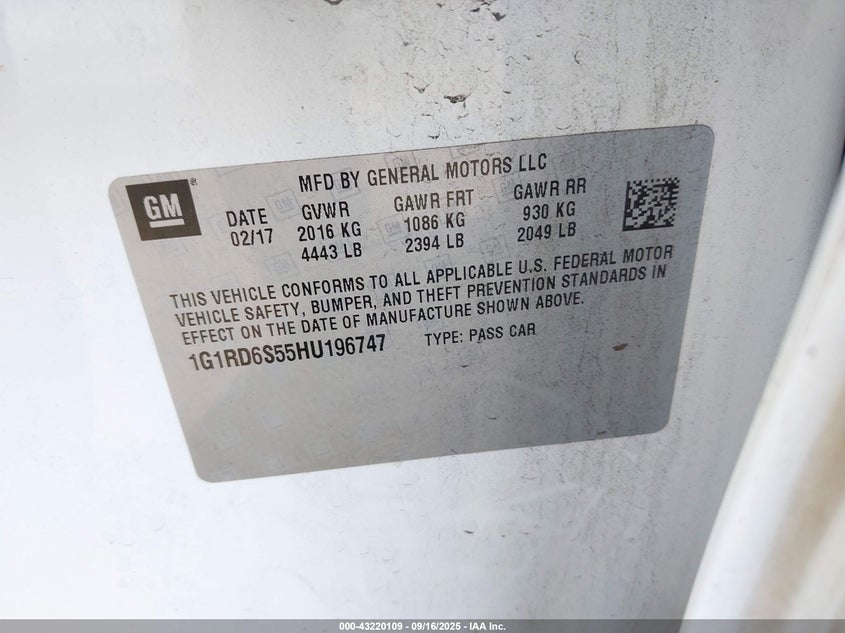 GM
MFD BY GENERAL MOTORS LLC
DATE GVWR GAWR FRT GAWR RR
02/17 2016 KG 1086 KG 930 KG
4443 LB 2394 LB 2049 LB
THIS VEHICLE CONFORMS TO ALL APPLICABLE U.S. FEDERAL MOTOR
VEHICLE SAFETY, BUMPER, AND THEFT PREVENTION STANDARDS IN
EFFECT ON THE DATE OF MANUFACTURE SHOWN ABOVE.
1G1RD6S55HU196747 TYPE: PASS CAR
000-43220109 - 09/16/2025 - IAA Inc.